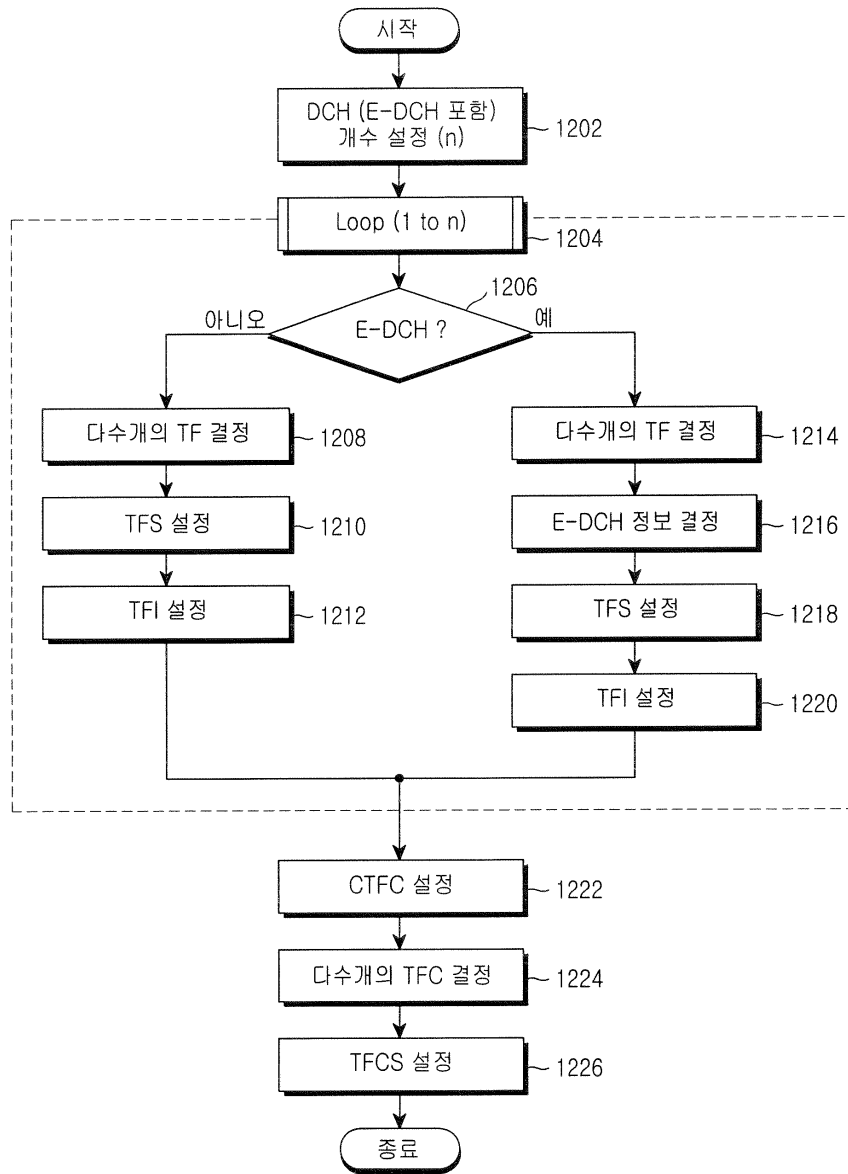 시작
DCH (E-DCH 포함)
개수 설정 (n)
1202
Loop (1 to n)
1204
1206
아니오
E-DCH ?
예
다수개의 TF 결정
1208
다수개의 TF 결정
1214
TFS 설정
1210
E-DCH 정보 결정
1216
TFI 설정
1212
TFS 설정
1218
TFI 설정
1220
CTFC 설정
1222
다수개의 TFC 결정
1224
TFCS 설정
1226
종료